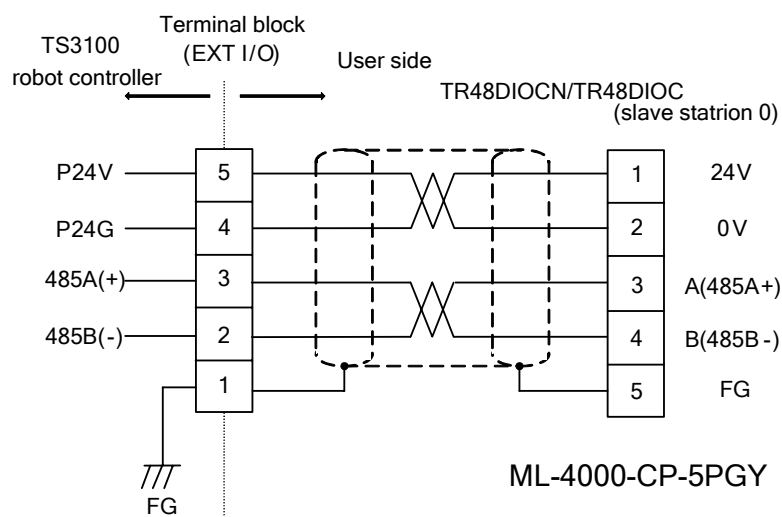 TS3100
robot controller
Terminal block
(EXT I/O)
User side
TR48DIOCN/TR48DIOC
(slave statrion 0)
P24V
5
1
24V
P24G
4
2
0V
485A(+)
3
3
A(485A+)
485B(-)
2
4
B(485B-)
1
5
FG
FG
ML-4000-CP-5PGY